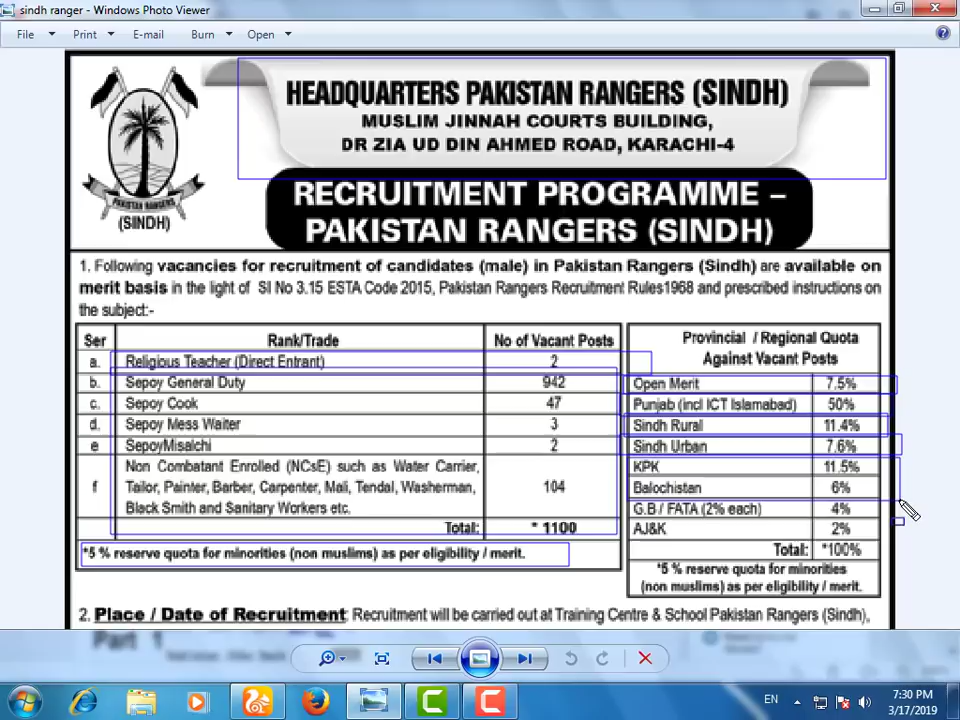 sindh ranger - Windows Photo Viewer
File Print E-mail Burn Open
HEADQUARTERS PAKISTAN RANGERS (SINDH)
MUSLIM JINNAH COURTS BUILDING,
DR ZIA UD DIN AHMED ROAD, KARACHI-4
PAKISTAN RANGERS
(SINDH)
RECRUITMENT PROGRAMME –
PAKISTAN RANGERS (SINDH)
1. Following vacancies for recruitment of candidates (male) in Pakistan Rangers (Sindh) are available on
merit basis in the light of SI No 3.15 ESTA Code 2015, Pakistan Rangers Recruitment Rules1968 and prescribed instructions on
the subject:-
Ser Rank/Trade No of Vacant Posts
a. Religious Teacher (Direct Entrant) 2
b. Sepoy General Duty 942
c. Sepoy Cook 47
d. Sepoy Mess Waiter 3
e SepoyMisalchi 2
f Non Combatant Enrolled (NCsE) such as Water Carrier,
Tailor, Painter, Barber, Carpenter, Mali, Tendal, Washerman, 104
Black Smith and Sanitary Workers etc.
Total: * 1100
*5 % reserve quota for minorities (non muslims) as per eligibility / merit.
Provincial / Regional Quota
Against Vacant Posts
Open Merit 7.5%
Punjab (incl ICT Islamabad) 50%
Sindh Rural 11.4%
Sindh Urban 7.6%
KPK 11.5%
Balochistan 6%
G.B / FATA (2% each) 4%
AJ&K 2%
Total: *100%
*5 % reserve quota for minorities
(non muslims) as per eligibility / merit.
2. Place / Date of Recruitment: Recruitment will be carried out at Training Centre & School Pakistan Rangers (Sindh),
Part 1
EN 7:30 PM
3/17/2019